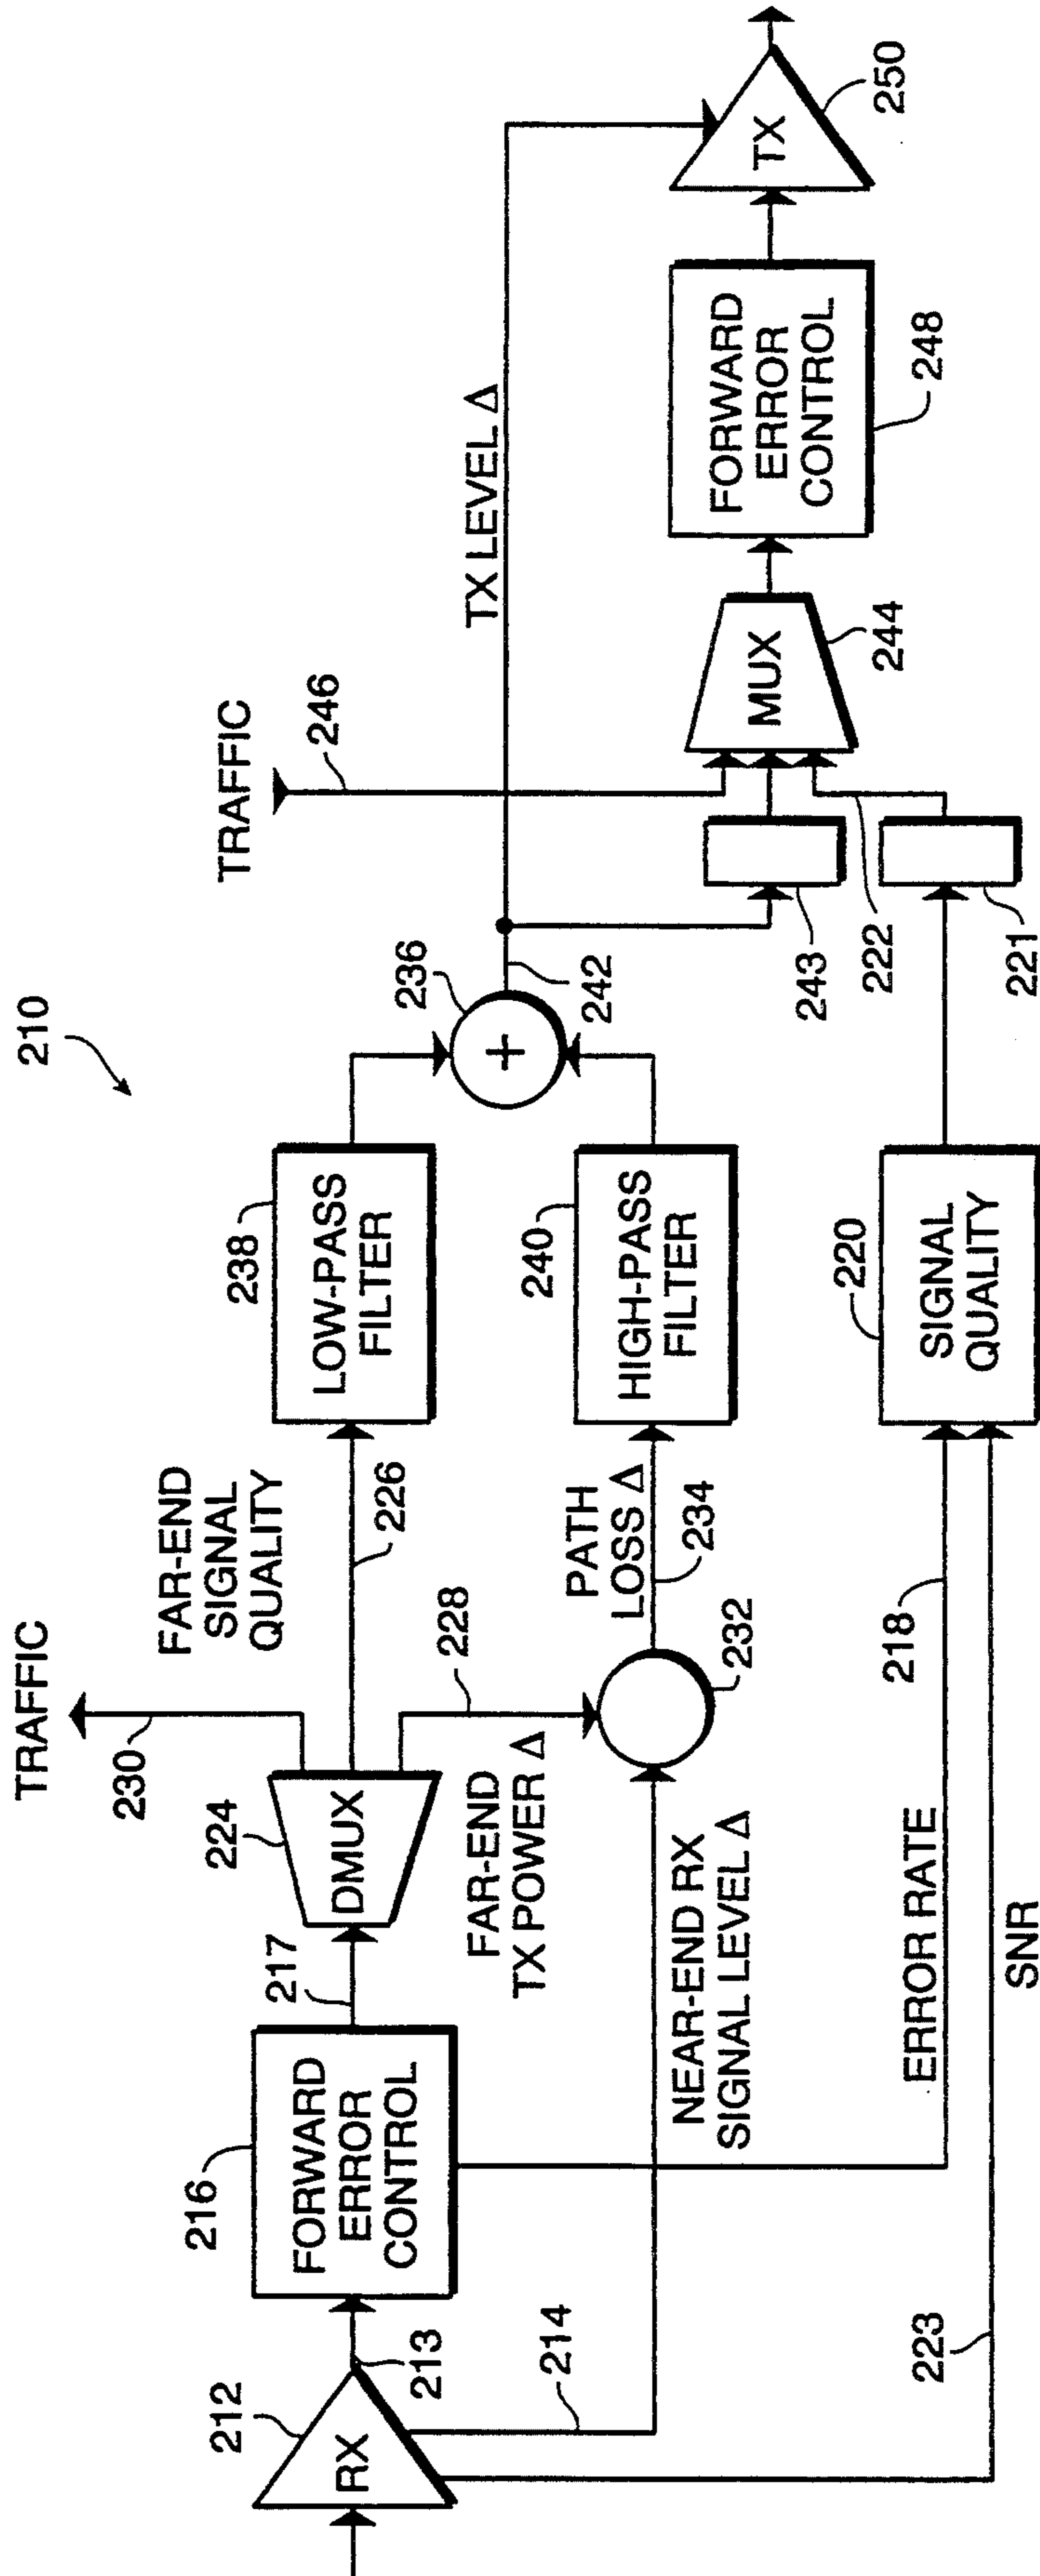 210
TRAFFIC
230
FAR-END
SIGNAL
QUALITY
TRAFFIC
246
212
RX
213
216
FORWARD
ERROR
CONTROL
217
224
DMUX
226
238
LOW-PASS
FILTER
228
FAR-END
TX POWER Δ
236
+
242
TX LEVEL Δ
214
NEAR-END RX
SIGNAL LEVEL Δ
232
PATH
LOSS Δ
234
240
HIGH-PASS
FILTER
243
MUX
244
FORWARD
ERROR
CONTROL
248
TX
250
223
ERROR RATE
218
SNR
220
SIGNAL
QUALITY
222
221